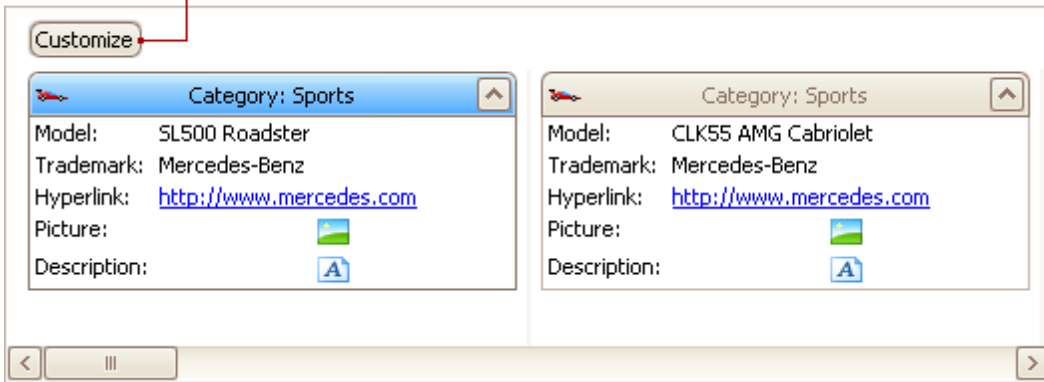 Customize
Category: Sports
Model: SL500 Roadster
Trademark: Mercedes-Benz
Hyperlink: http://www.mercedes.com
Picture:
Description: A
Category: Sports
Model: CLK55 AMG Cabriolet
Trademark: Mercedes-Benz
Hyperlink: http://www.mercedes.com
Picture:
Description: A